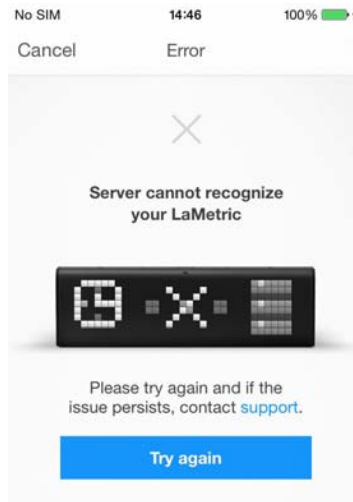 No SIM 14:46 100%
Cancel Error
Server cannot recognize
your LaMetric
Please try again and if the
issue persists, contact support.
Try again